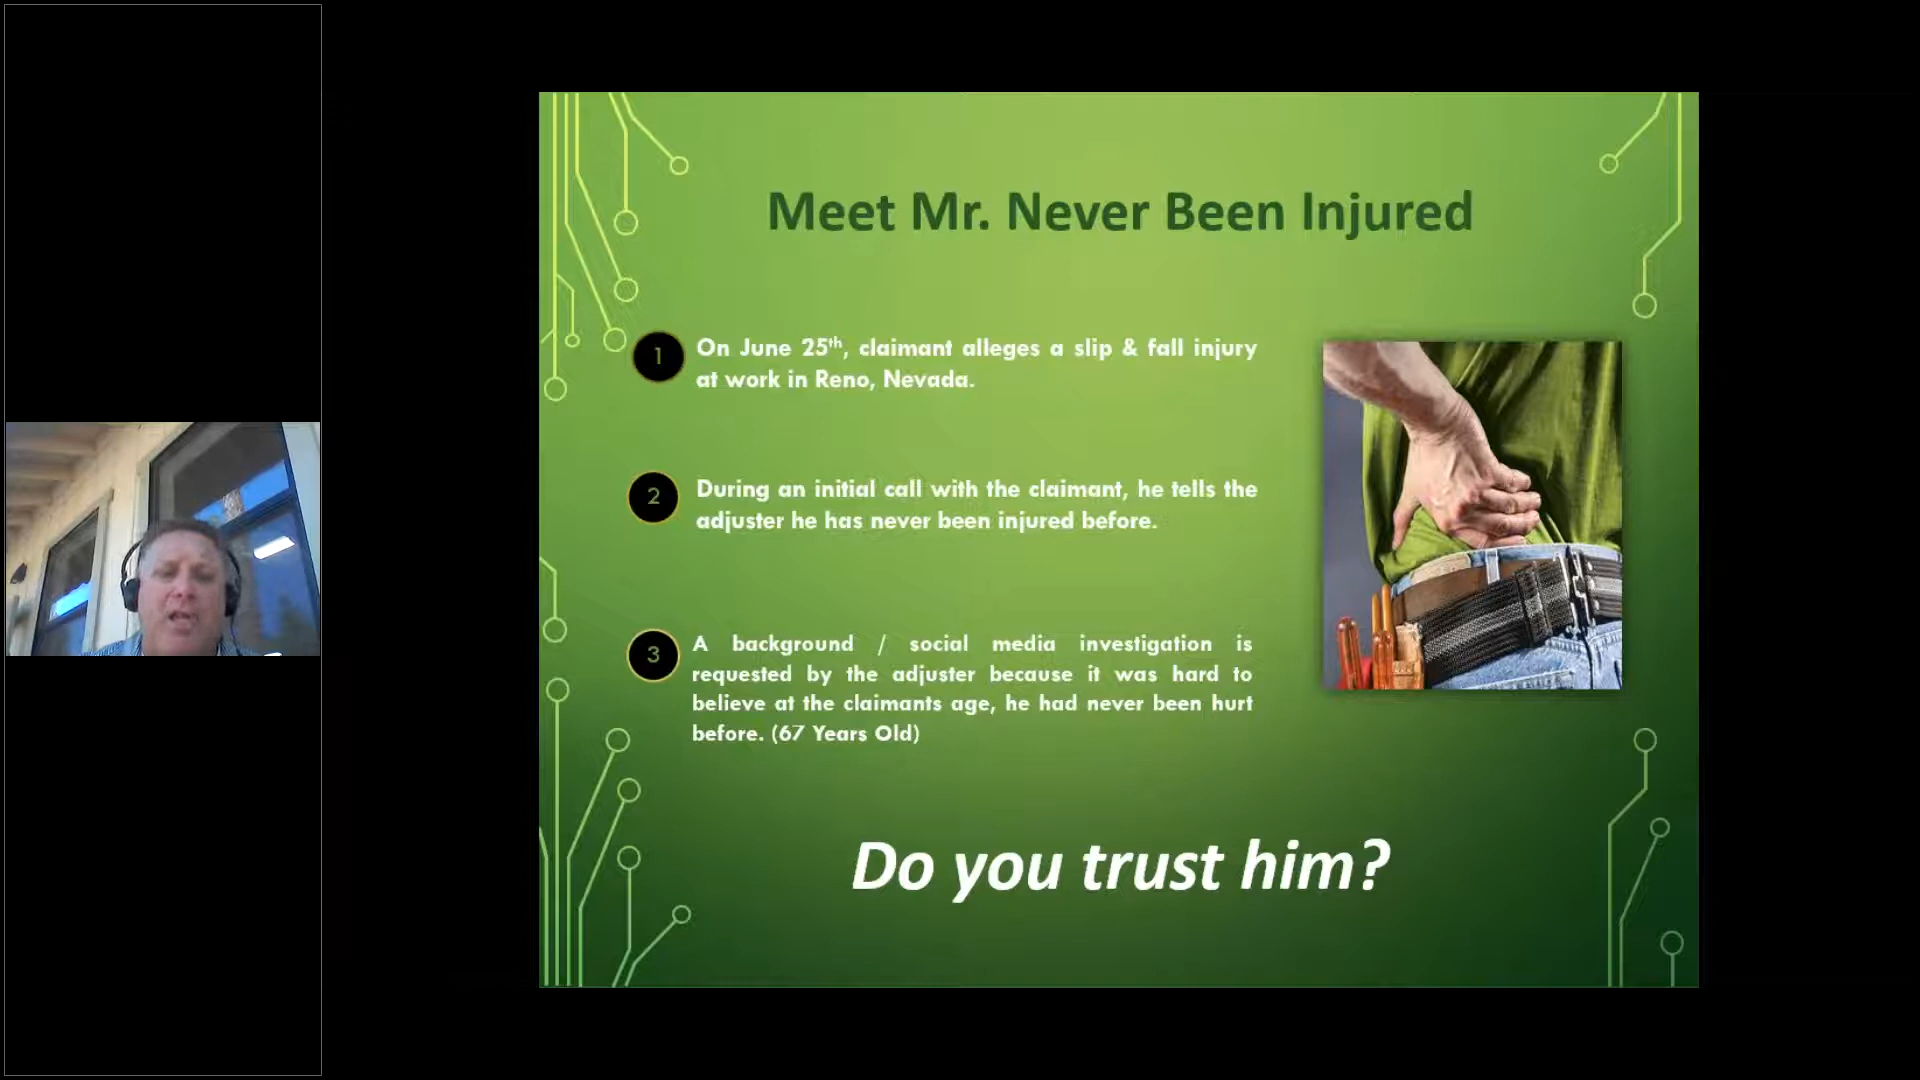 Meet Mr. Never Been Injured
1
On June 25th, claimant alleges a slip & fall injury
at work in Reno, Nevada.
2
During an initial call with the claimant, he tells the
adjuster he has never been injured before.
3
A background / social media investigation is
requested by the adjuster because it was hard to
believe at the claimants age, he had never been hurt
before. (67 Years Old)
Do you trust him?